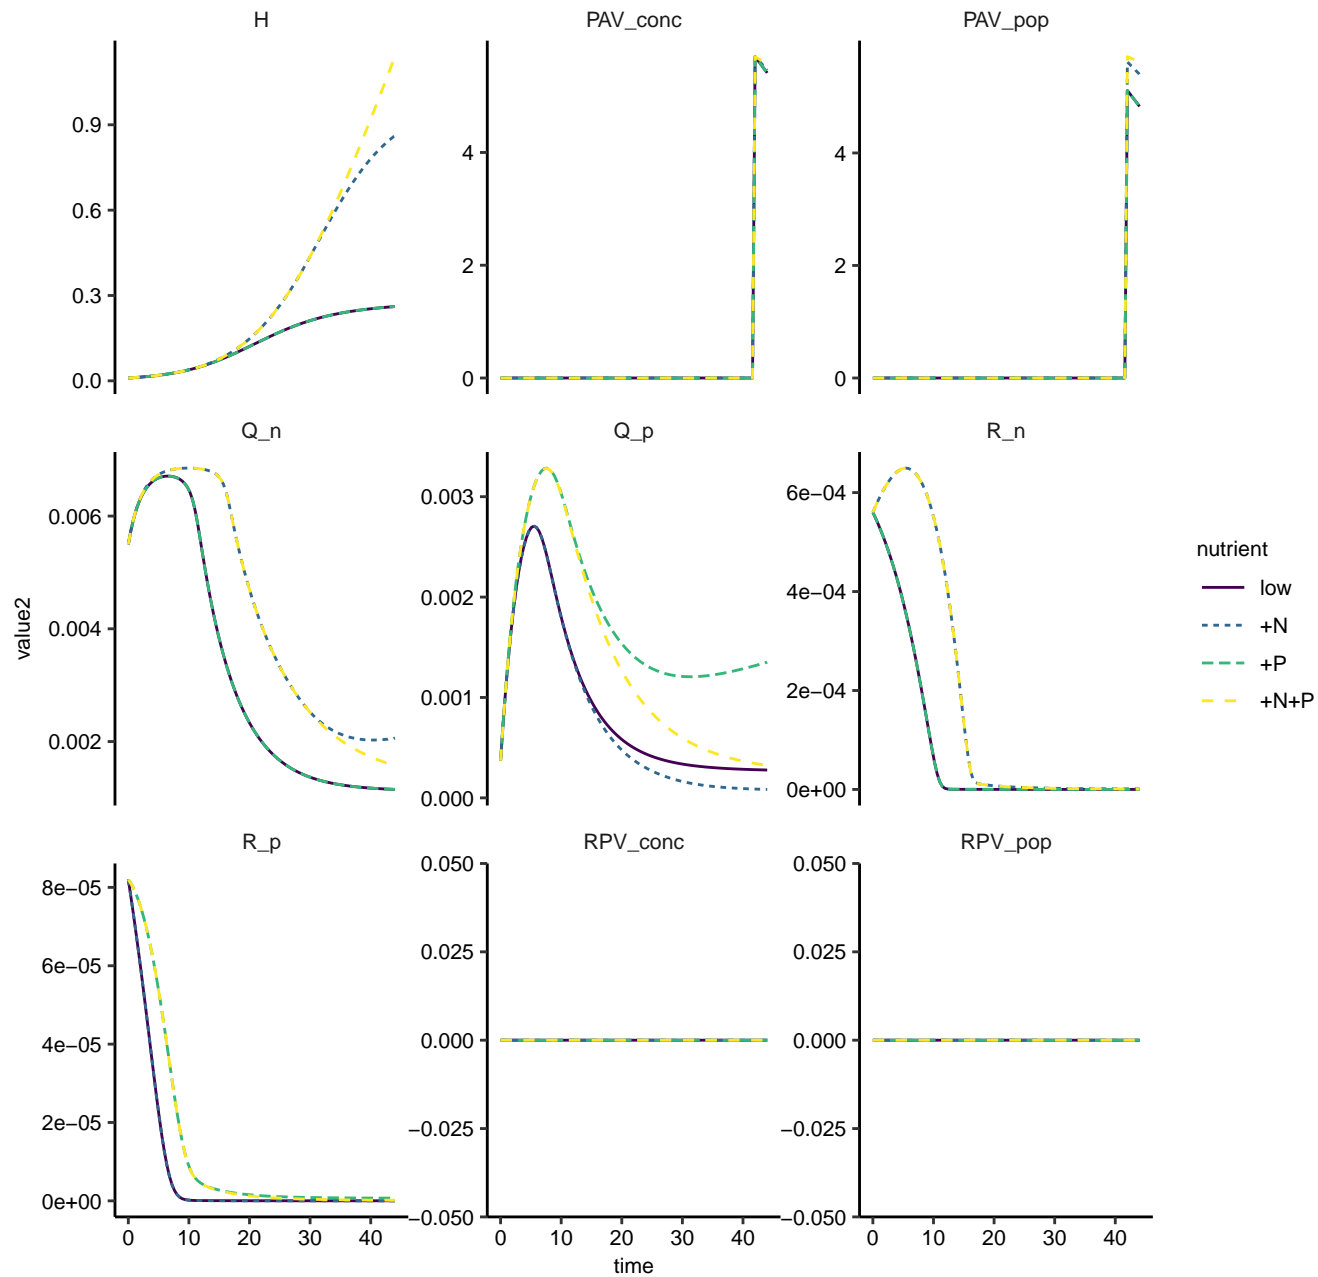 H
PAV_conc
PAV_pop
0.9
0.6
0.3
0.0
4
2
0
4
2
0
Q_n
Q_p
R_n
0.006
0.004
0.002
0.003
0.002
0.001
0.000
6e−04
4e−04
2e−04
0e+00
value2
nutrient
low
+N
+P
+N+P
R_p
RPV_conc
RPV_pop
8e−05
6e−05
4e−05
2e−05
0e+00
0.050
0.025
0.000
−0.025
−0.050
0.050
0.025
0.000
−0.025
−0.050
0 10 20 30 40
0 10 20 30 40
0 10 20 30 40
time